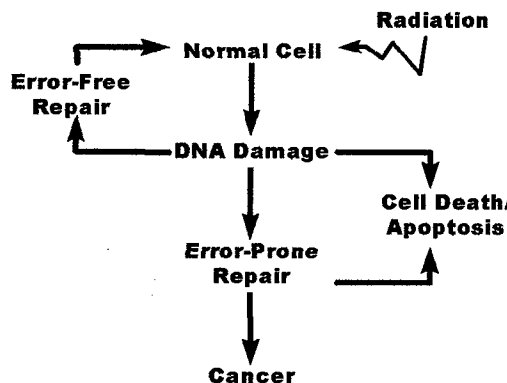 Radiation
Normal Cell
Error-Free
Repair
DNA Damage
Cell Death/
Apoptosis
Error-Prone
Repair
Cancer